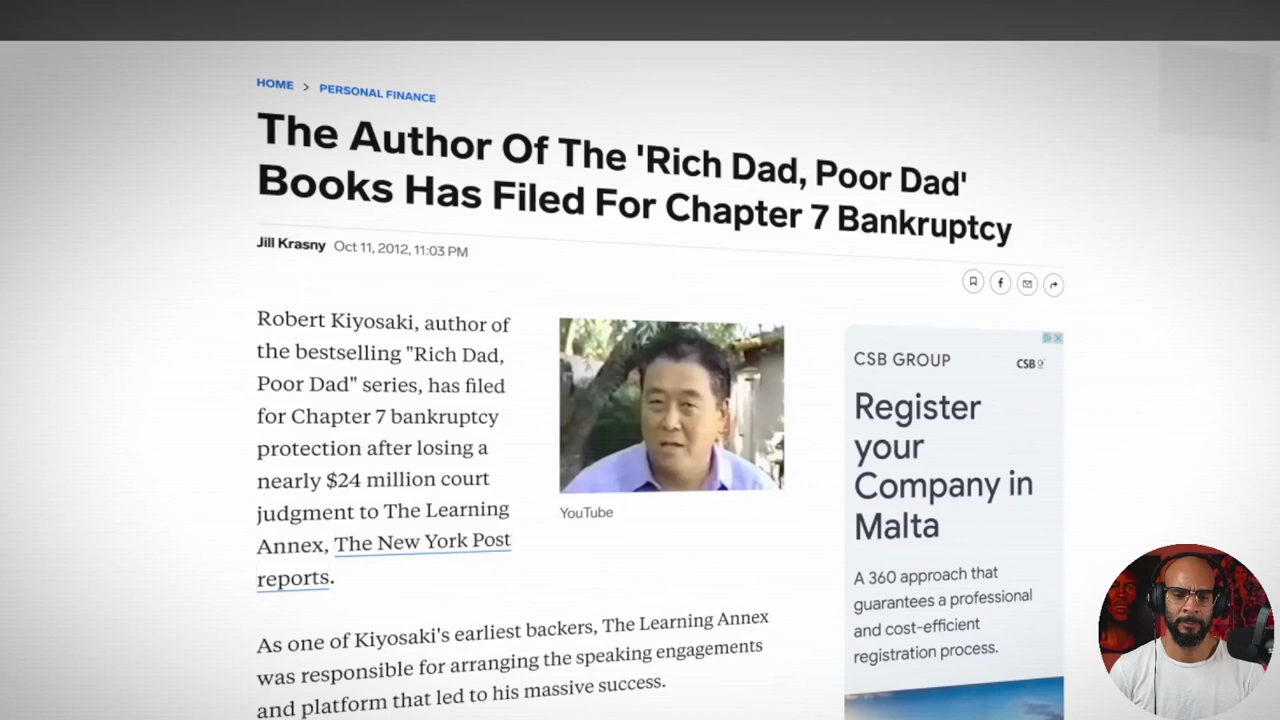 HOME > PERSONAL FINANCE
The Author Of The 'Rich Dad, Poor Dad'
Books Has Filed For Chapter 7 Bankruptcy
Jill Krasny Oct 11, 2012, 11:03 PM
Robert Kiyosaki, author of
the bestselling "Rich Dad,
Poor Dad" series, has filed
for Chapter 7 bankruptcy
protection after losing a
nearly $24 million court
judgment to The Learning
Annex, The New York Post
reports.
YouTube
As one of Kiyosaki's earliest backers, The Learning Annex
was responsible for arranging the speaking engagements
and platform that led to his massive success.
CSB GROUP
CSB
Register
your
Company in
Malta
A 360 approach that
guarantees a professional
and cost-efficient
registration process.